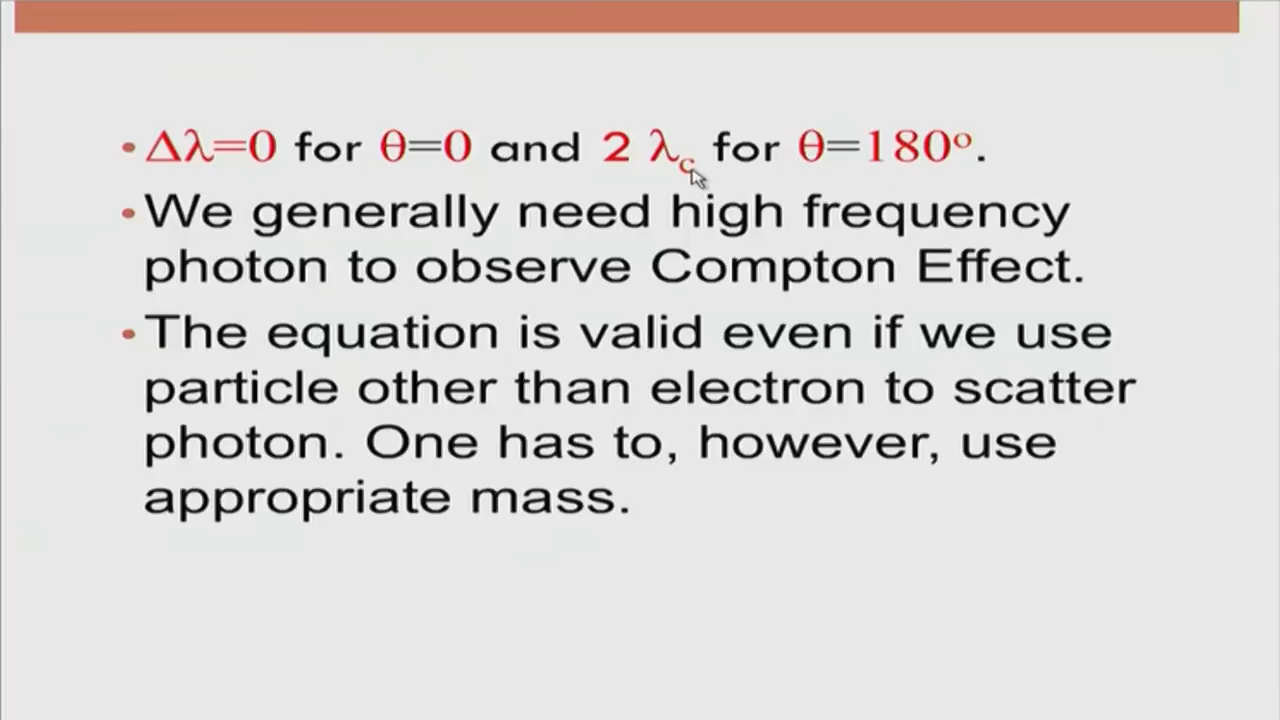 • Δλ=0 for θ=0 and 2 λc for θ=180º.
• We generally need high frequency
photon to observe Compton Effect.
• The equation is valid even if we use
particle other than electron to scatter
photon. One has to, however, use
appropriate mass.